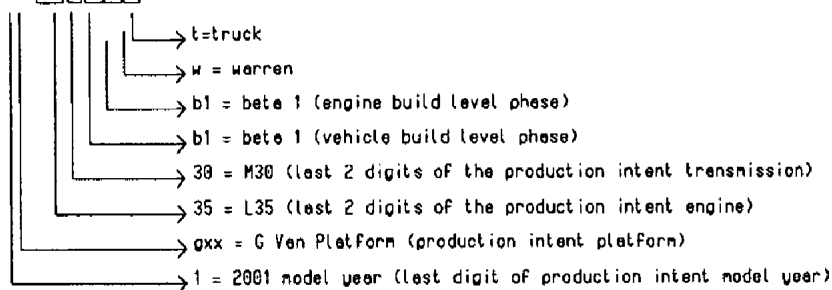 t=truck
w = warren
b1 = beta 1 (engine build level phase)
b1 = beta 1 (vehicle build level phase)
30 = M30 (last 2 digits of the production intent transmission)
35 = L35 (last 2 digits of the production intent engine)
gxx = G Van Platform (production intent platform)
1 = 2001 model year (last digit of production intent model year)